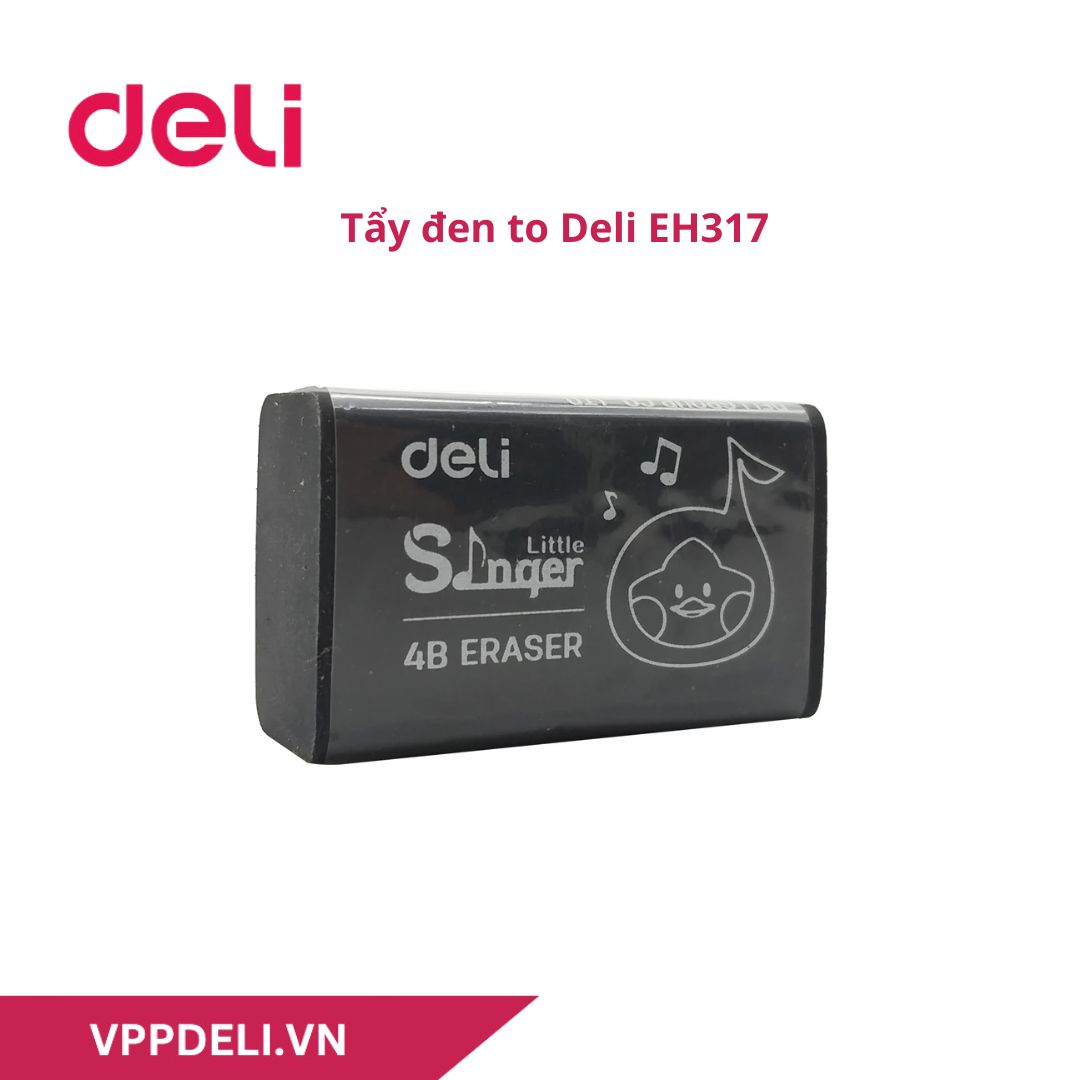 deli
Tẩy đen to Deli EH317
deli
Little
Singer
4B ERASER
VPPDELI.VN